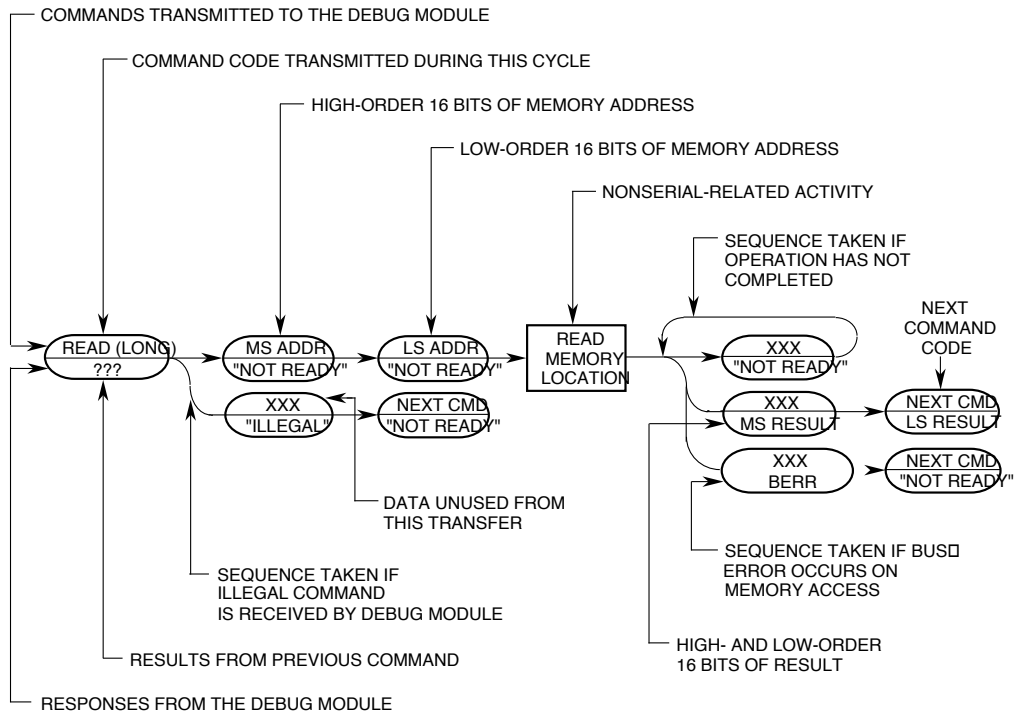 COMMANDS TRANSMITTED TO THE DEBUG MODULE
COMMAND CODE TRANSMITTED DURING THIS CYCLE
HIGH-ORDER 16 BITS OF MEMORY ADDRESS
LOW-ORDER 16 BITS OF MEMORY ADDRESS
NONSERIAL-RELATED ACTIVITY
SEQUENCE TAKEN IF
OPERATION HAS NOT
COMPLETED
NEXT
COMMAND
CODE
READ (LONG)
???
MS ADDR
"NOT READY"
LS ADDR
"NOT READY"
READ
MEMORY
LOCATION
XXX
"NOT READY"
XXX
"ILLEGAL"
NEXT CMD
"NOT READY"
XXX
MS RESULT
NEXT CMD
LS RESULT
XXX
BERR
NEXT CMD
"NOT READY"
DATA UNUSED FROM
THIS TRANSFER
SEQUENCE TAKEN IF
ILLEGAL COMMAND
IS RECEIVED BY DEBUG MODULE
SEQUENCE TAKEN IF BUS□
ERROR OCCURS ON
MEMORY ACCESS
HIGH- AND LOW-ORDER
16 BITS OF RESULT
RESULTS FROM PREVIOUS COMMAND
RESPONSES FROM THE DEBUG MODULE